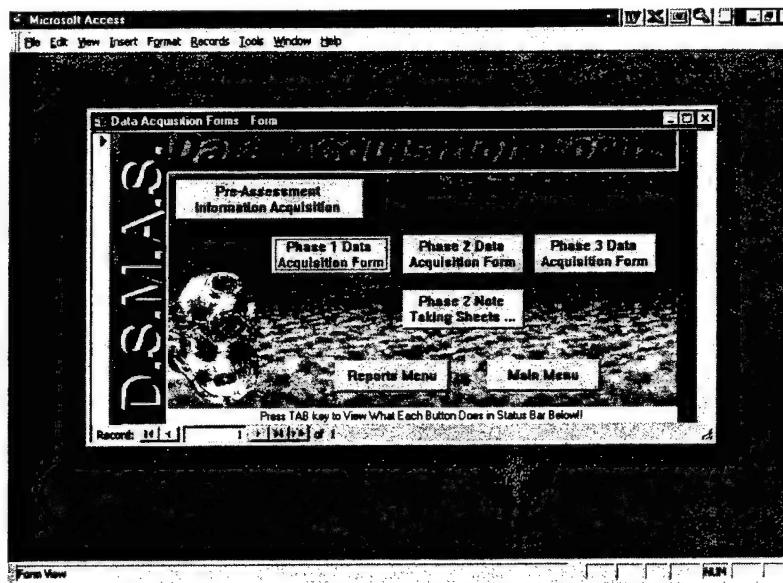 Microsoft Access
File Edit View Insert Format Records Tools Window Help
Data Acquisition Forms Form
D.S.M.A.S.
Pre-Assessment
Information Acquisition
Phase 1 Data
Acquisition Form
Phase 2 Data
Acquisition Form
Phase 3 Data
Acquisition Form
Phase 2 Note
Taking Sheets ...
Reports Menu
Main Menu
Press TAB key to View What Each Button Does in Status Bar Below!!
Record: 1 of 1
Form View
NUM